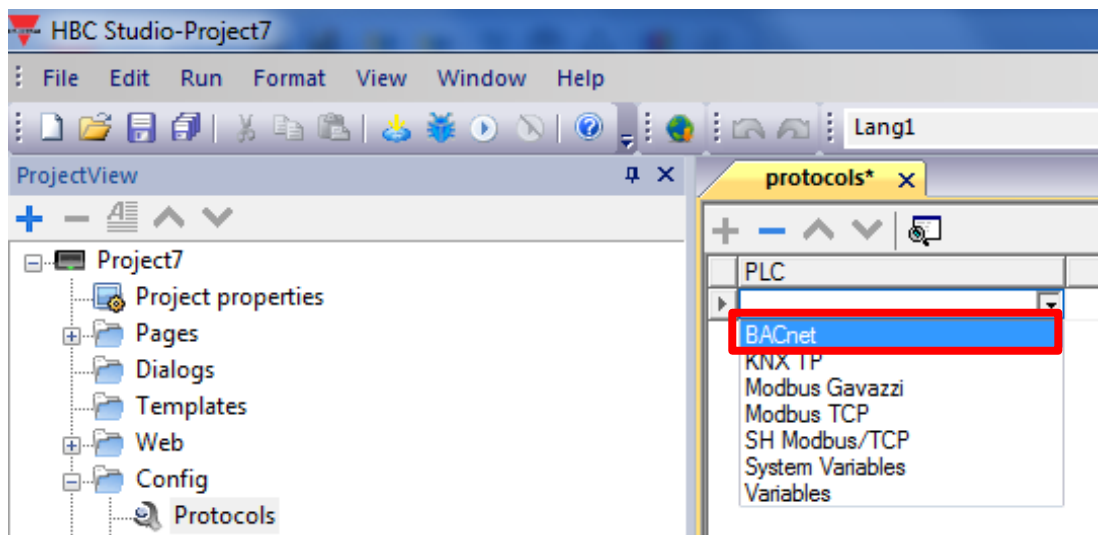 HBC Studio-Project7
File Edit Run Format View Window Help
Lang1
ProjectView
protocols*
Project7
Project properties
Pages
Dialogs
Templates
Web
Config
Protocols
PLC
BACnet
KNX TP
Modbus Gavazzi
Modbus TCP
SH Modbus/TCP
System Variables
Variables